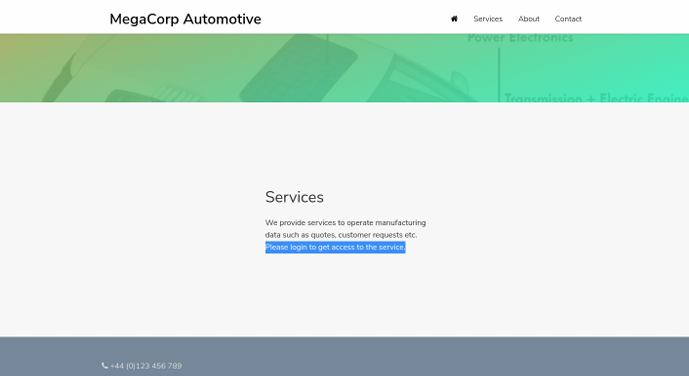 MegaCorp Automotive
Services About Contact
Power Electronics
Transmission + Electric Engine
Services
We provide services to operate manufacturing
data such as quotes, customer requests etc.
Please login to get access to the service.
+44 (0)123 456 789